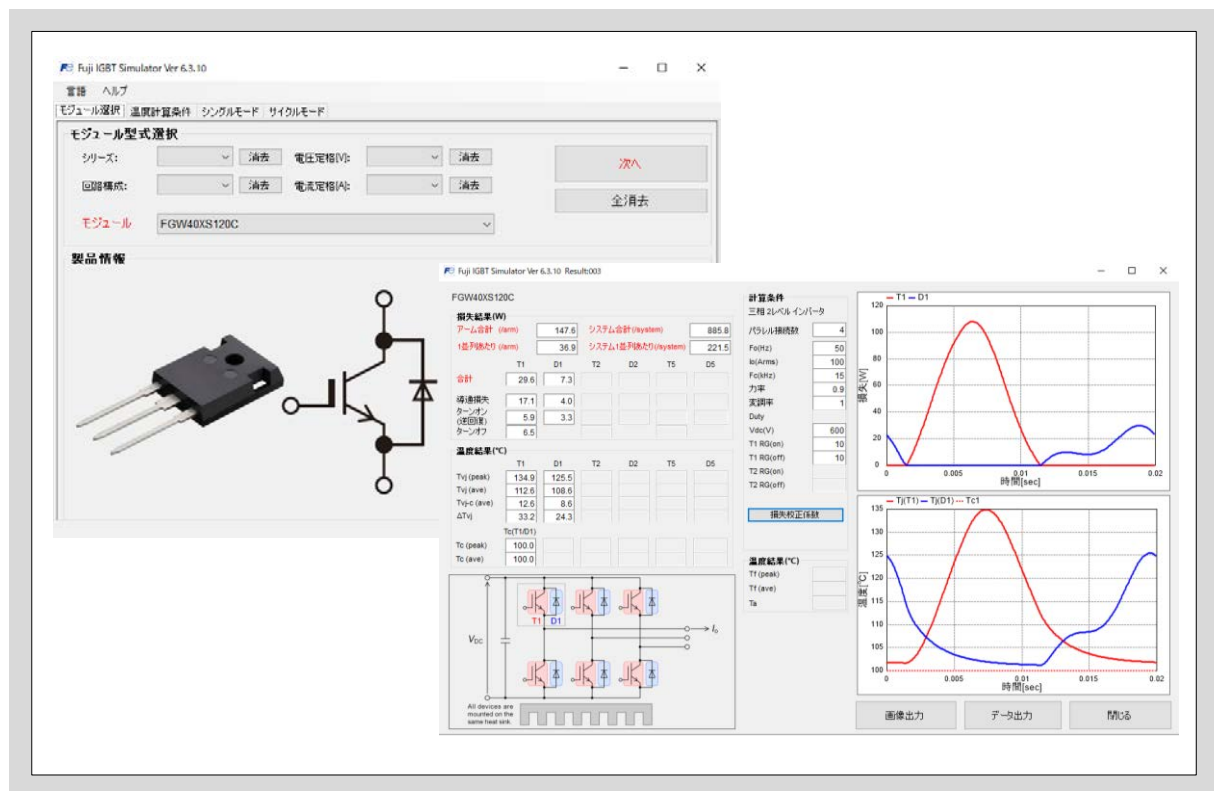 Fuji IGBT Simulator Ver 6.3.10
言語 ヘルプ
モジュール選択 温度計算条件 シングルモード サイクルモード
モジュール型式選択
シリーズ: 消去 電圧定格[V]: 消去 次へ
回路構成: 消去 電流定格[A]: 消去 全消去
モジュール FGW40XS120C
製品情報
Fuji IGBT Simulator Ver 6.3.10 Result:003
FGW40XS120C
損失結果(W)
アーム合計 (/arm) 147.6 システム合計(/system) 885.8
1並列あたり (/arm) 36.9 システム1並列あたり(/system) 221.5
T1 D1 T2 D2 T5 D5
合計 29.6 7.3
導通損失 17.1 4.0
ターンオン
(逆回復) 5.9 3.3
ターンオフ 6.5
温度結果(℃)
T1 D1 T2 D2 T5 D5
Tvj (peak) 134.9 125.5
Tvj (ave) 112.6 108.6
Tvj-c (ave) 12.6 8.6
ΔTvj 33.2 24.3
Tc(T1/D1)
Tc (peak) 100.0
Tc (ave) 100.0
VDC
T1 D1
Io
All devices are
mounted on the
same heat sink.
計算条件
三相 2レベル インバータ
パラレル接続数 4
Fo(Hz) 50
Io(Arms) 100
Fc(kHz) 15
力率 0.9
変調率 1
Duty
Vdc(V) 600
T1 RG(on) 10
T1 RG(off) 10
T2 RG(on)
T2 RG(off)
損失校正係数
温度結果(℃)
Tf (peak)
Tf (ave)
Ta
T1 D1
120
100
80
60
40
20
0
損失[W]
0 0.005 0.01 0.015 0.02
時間[sec]
Tj(T1) Tj(D1) Tc1
135
130
125
120
115
110
105
100
温度[℃]
0 0.005 0.01 0.015 0.02
時間[sec]
画像出力 データ出力 閉じる